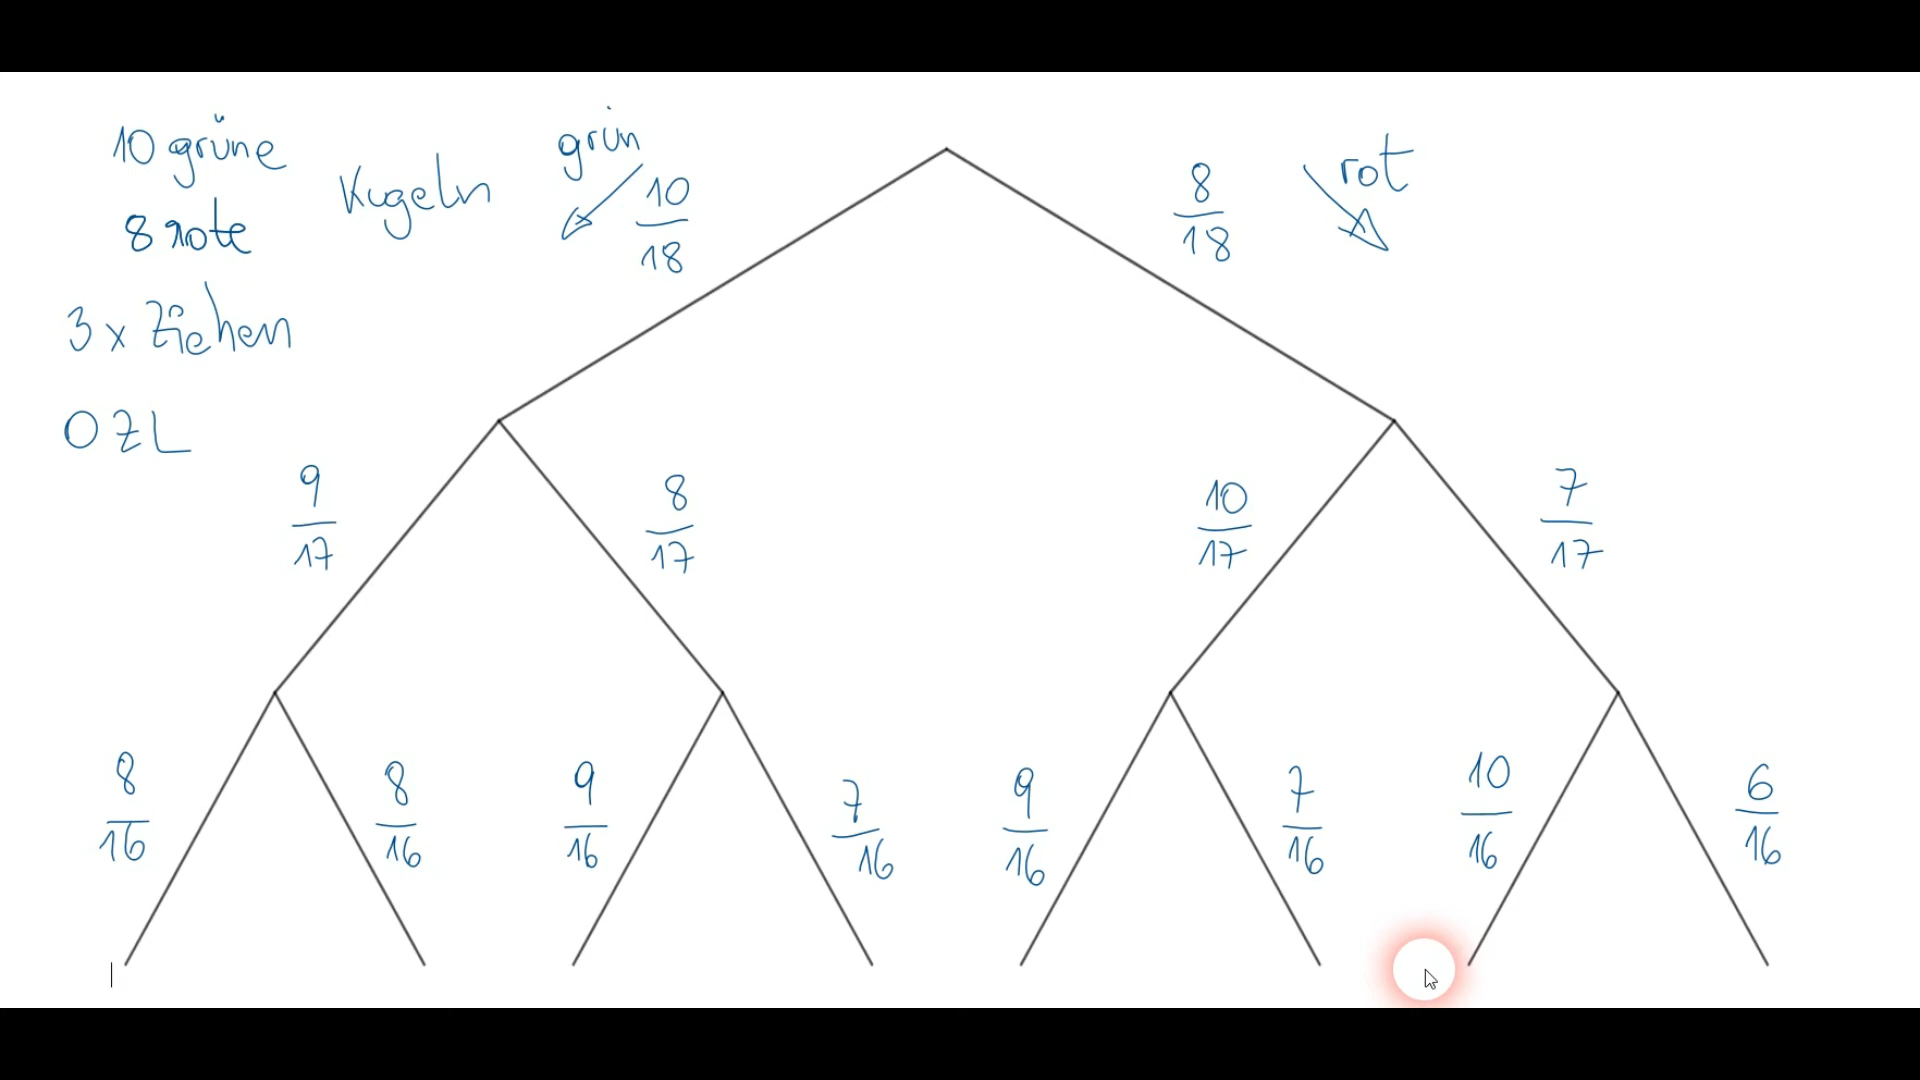 10 grüne
8 rote
Kugeln
3 x Ziehen
OZL
grün
10/18
8/18
rot
9/17
8/17
10/17
7/17
8/16
8/16
9/16
7/16
9/16
7/16
10/16
6/16